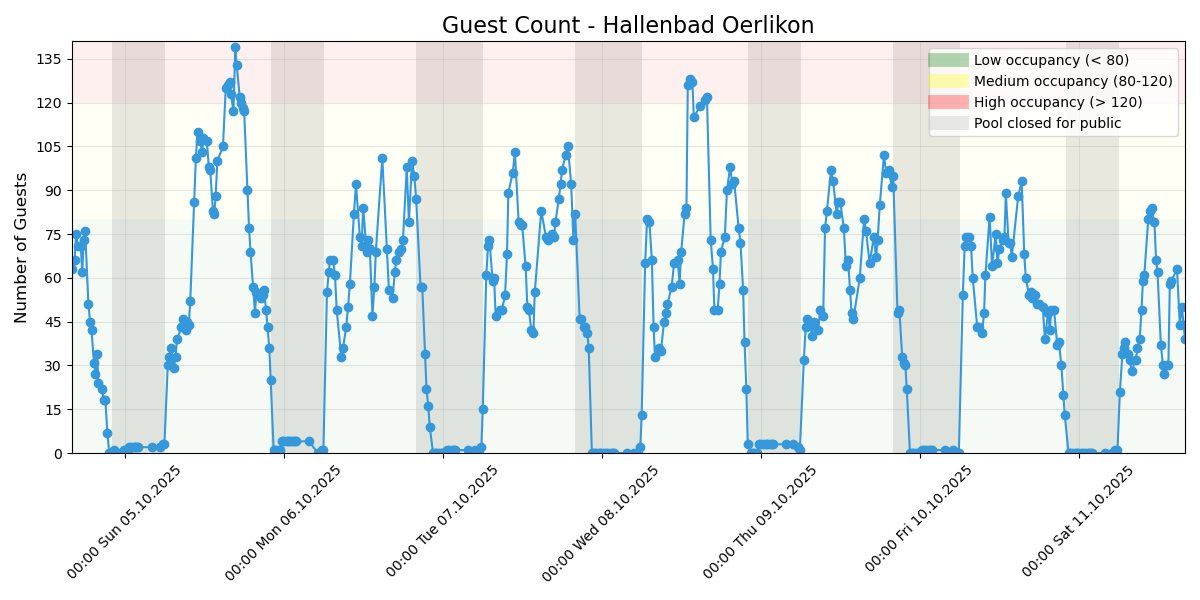 Guest Count - Hallenbad Oerlikon
Number of Guests
135
120
105
90
75
60
45
30
15
0
Low occupancy (< 80)
Medium occupancy (80-120)
High occupancy (> 120)
Pool closed for public
00:00 Sun 05.10.2025
00:00 Mon 06.10.2025
00:00 Tue 07.10.2025
00:00 Wed 08.10.2025
00:00 Thu 09.10.2025
00:00 Fri 10.10.2025
00:00 Sat 11.10.2025